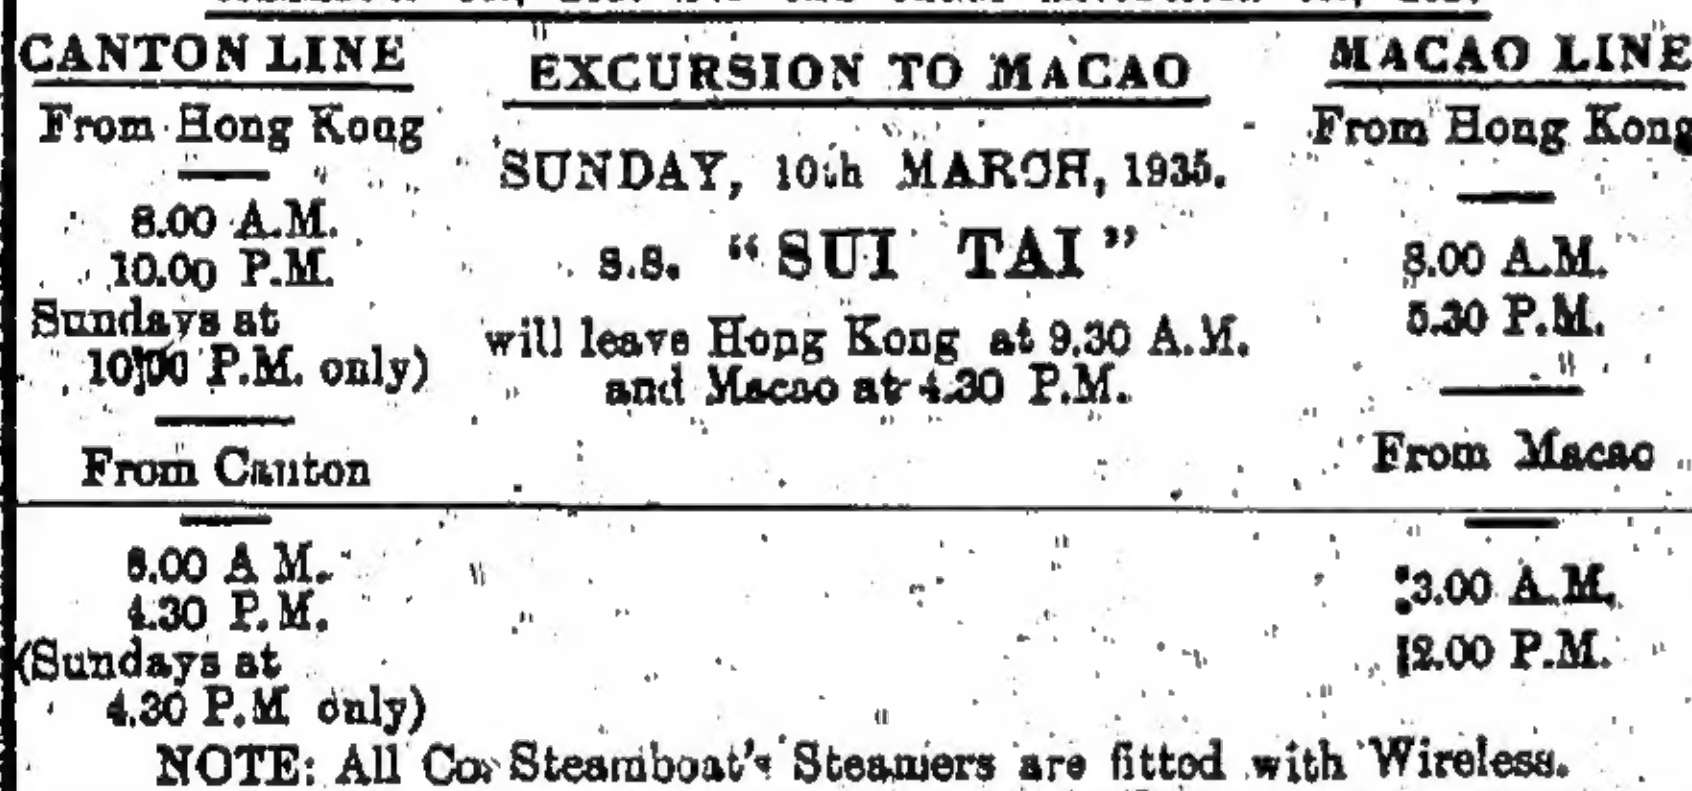 CANTON LINE
From Hong Kong
8.00 A.M.
10.00 P.M.
Sundays at
10.00 P.M. only)
From Canton
8.00 A M.
4.30 P.M.
(Sundays at
4.30 P.M only)
EXCURSION TO MACAO
SUNDAY, 10th MARCH, 1935.
s.s. "SUI TAI"
will leave Hong Kong at 9.30 A.M.
and Macao at 4.30 P.M.
MACAO LINE
From Hong Kong
8.00 A.M.
5.30 P.M.
From Macao
3.00 A.M.
2.00 P.M.
NOTE: All Co. Steamboat's Steamers are fitted with Wireless.